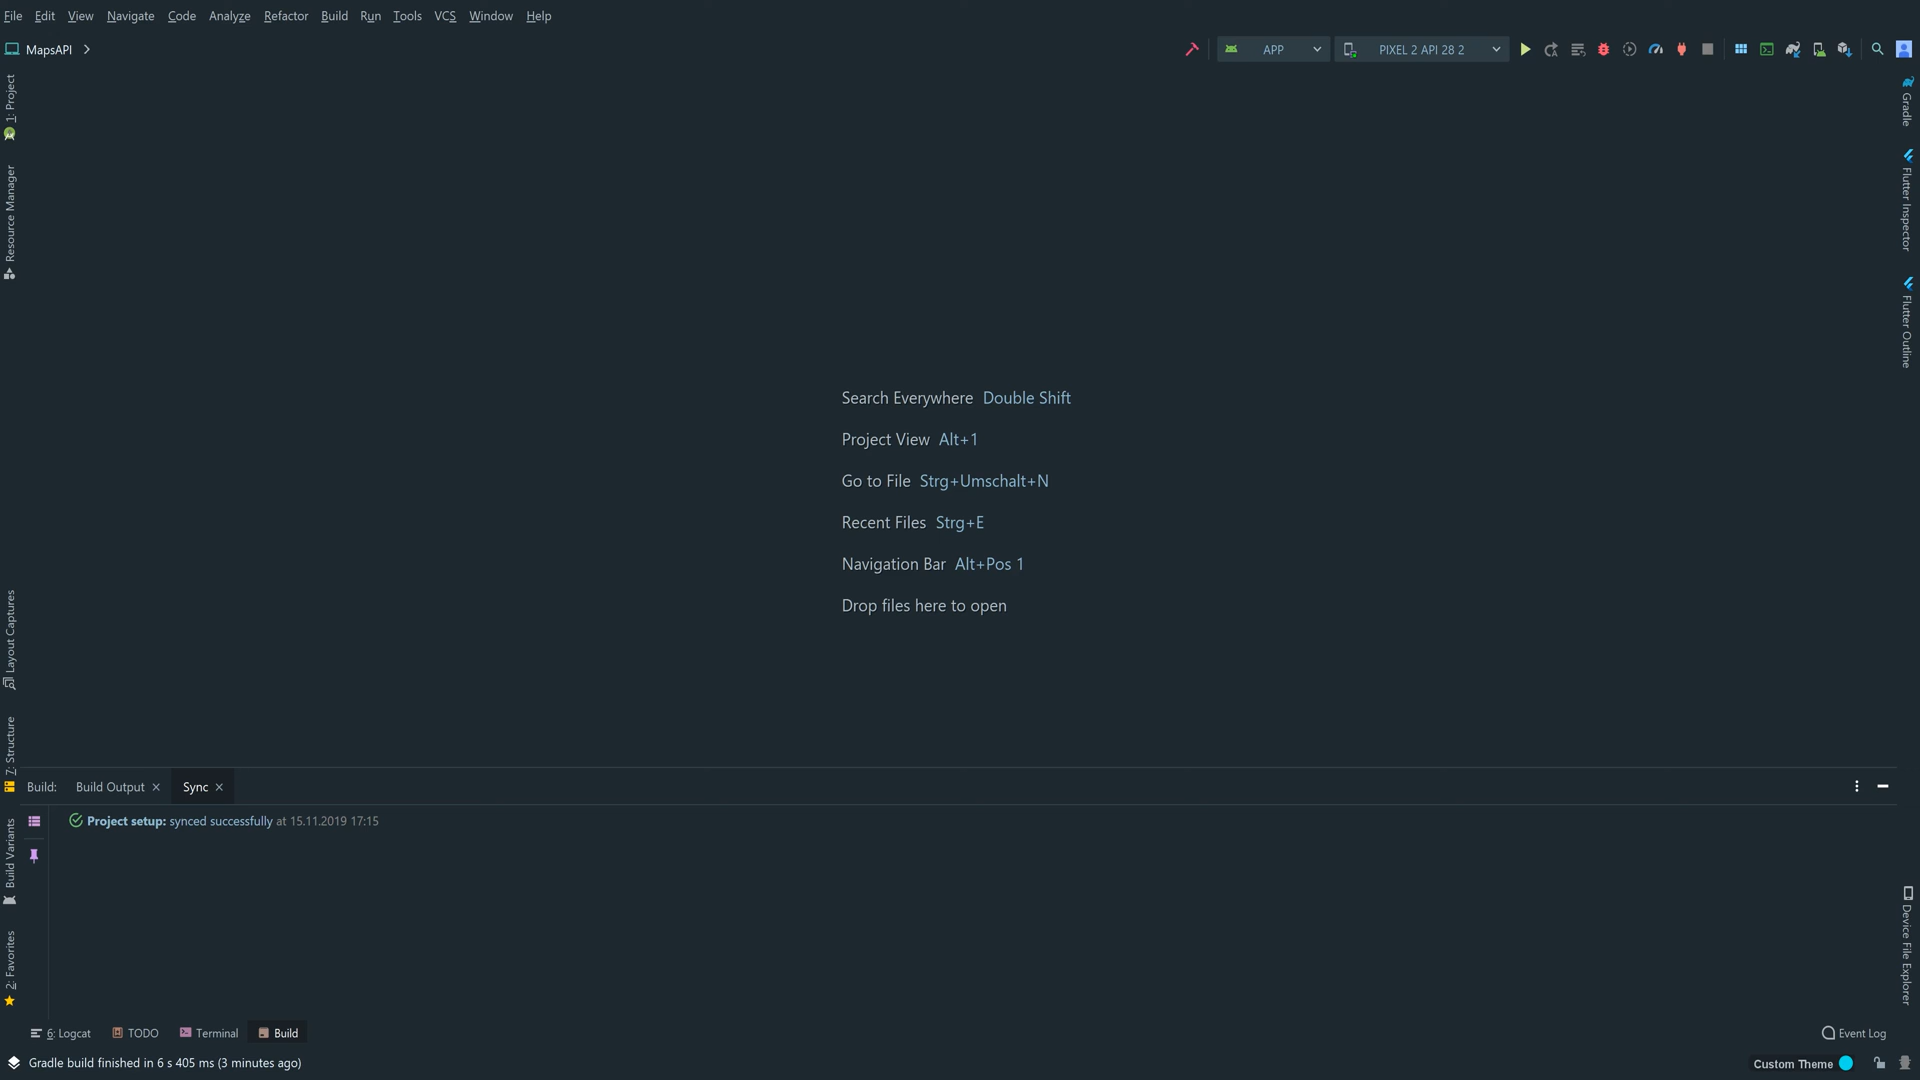 File Edit View Navigate Code Analyze Refactor Build Run Tools VCS Window Help
MapsAPI
APP
PIXEL 2 API 28 2
1: Project
Resource Manager
Layout Captures
7: Structure
Build Variants
2: Favorites
Gradle
Flutter Inspector
Flutter Outline
Device File Explorer
Search Everywhere Double Shift
Project View Alt+1
Go to File Strg+Umschalt+N
Recent Files Strg+E
Navigation Bar Alt+Pos 1
Drop files here to open
Build: Build Output Sync
Project setup: synced successfully at 15.11.2019 17:15
6: Logcat TODO Terminal Build Event Log
Gradle build finished in 6 s 405 ms (3 minutes ago) Custom Theme